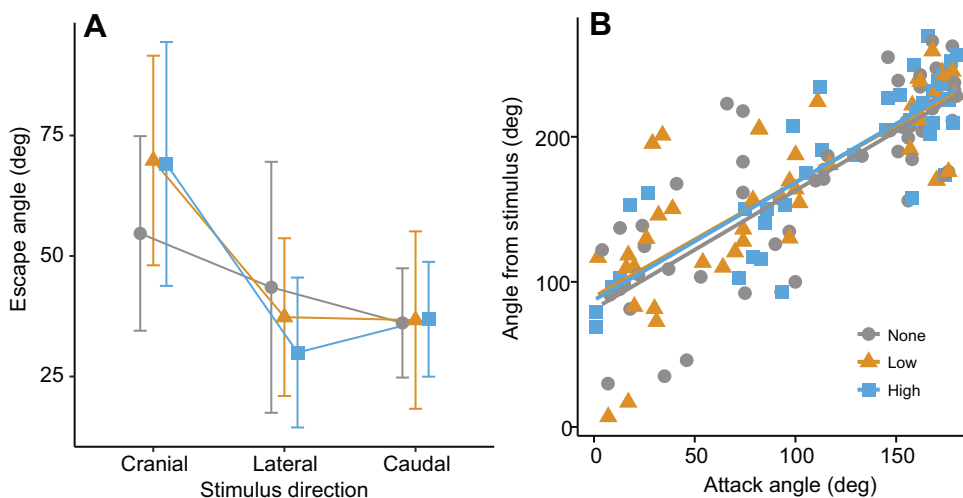 A
Escape angle (deg)
75
50
25
Cranial
Lateral
Caudal
Stimulus direction
B
Angle from stimulus (deg)
200
100
0
0
50
100
150
Attack angle (deg)
None
Low
High